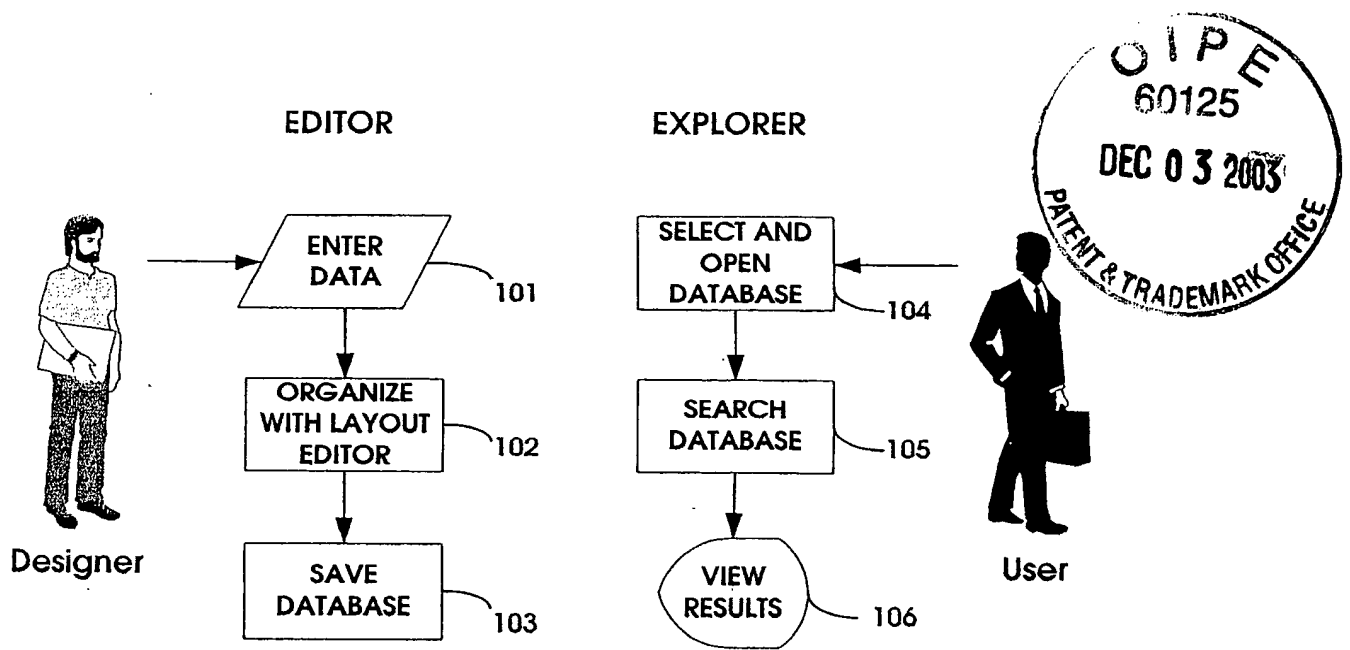 EDITOR
EXPLORER
OIPE
60125
DEC 03 2003
PATENT & TRADEMARK OFFICE
ENTER
DATA
101
SELECT AND
OPEN
DATABASE
104
ORGANIZE
WITH LAYOUT
EDITOR
102
SEARCH
DATABASE
105
Designer
SAVE
DATABASE
103
VIEW
RESULTS
106
User